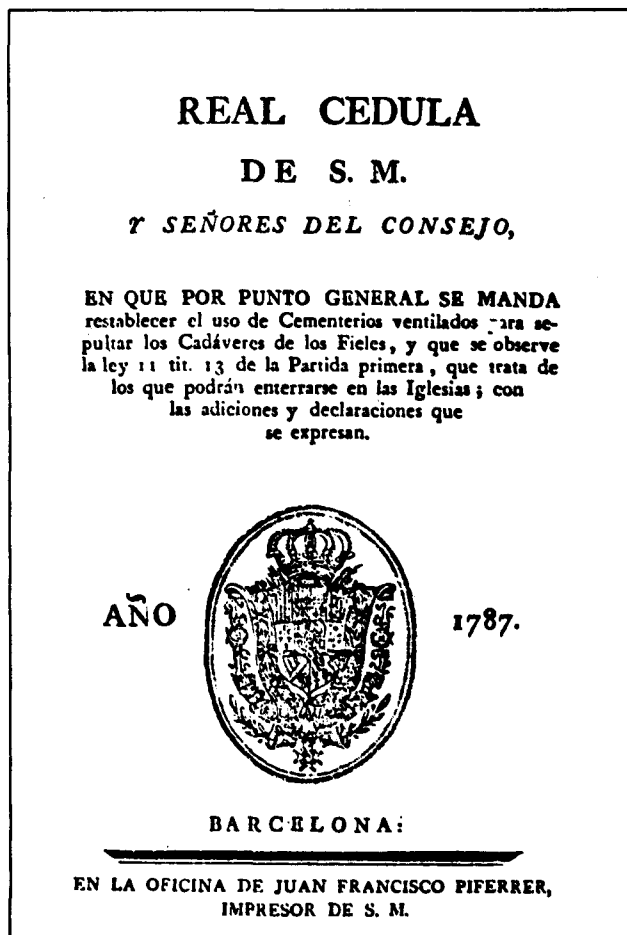 REAL CEDULA
DE S. M.
Y SEÑORES DEL CONSEJO,
EN QUE POR PUNTO GENERAL SE MANDA
restablecer el uso de Cementerios ventilados para se-
pultar los Cadáveres de los Fieles, y que se observe
la ley 11 tit. 13 de la Partida primera, que trata de
los que podrán enterrarse en las Iglesias; con
las adiciones y declaraciones que
se expresan.
AÑO 1787.
BARCELONA:
EN LA OFICINA DE JUAN FRANCISCO PIFERRER,
IMPRESOR DE S. M.